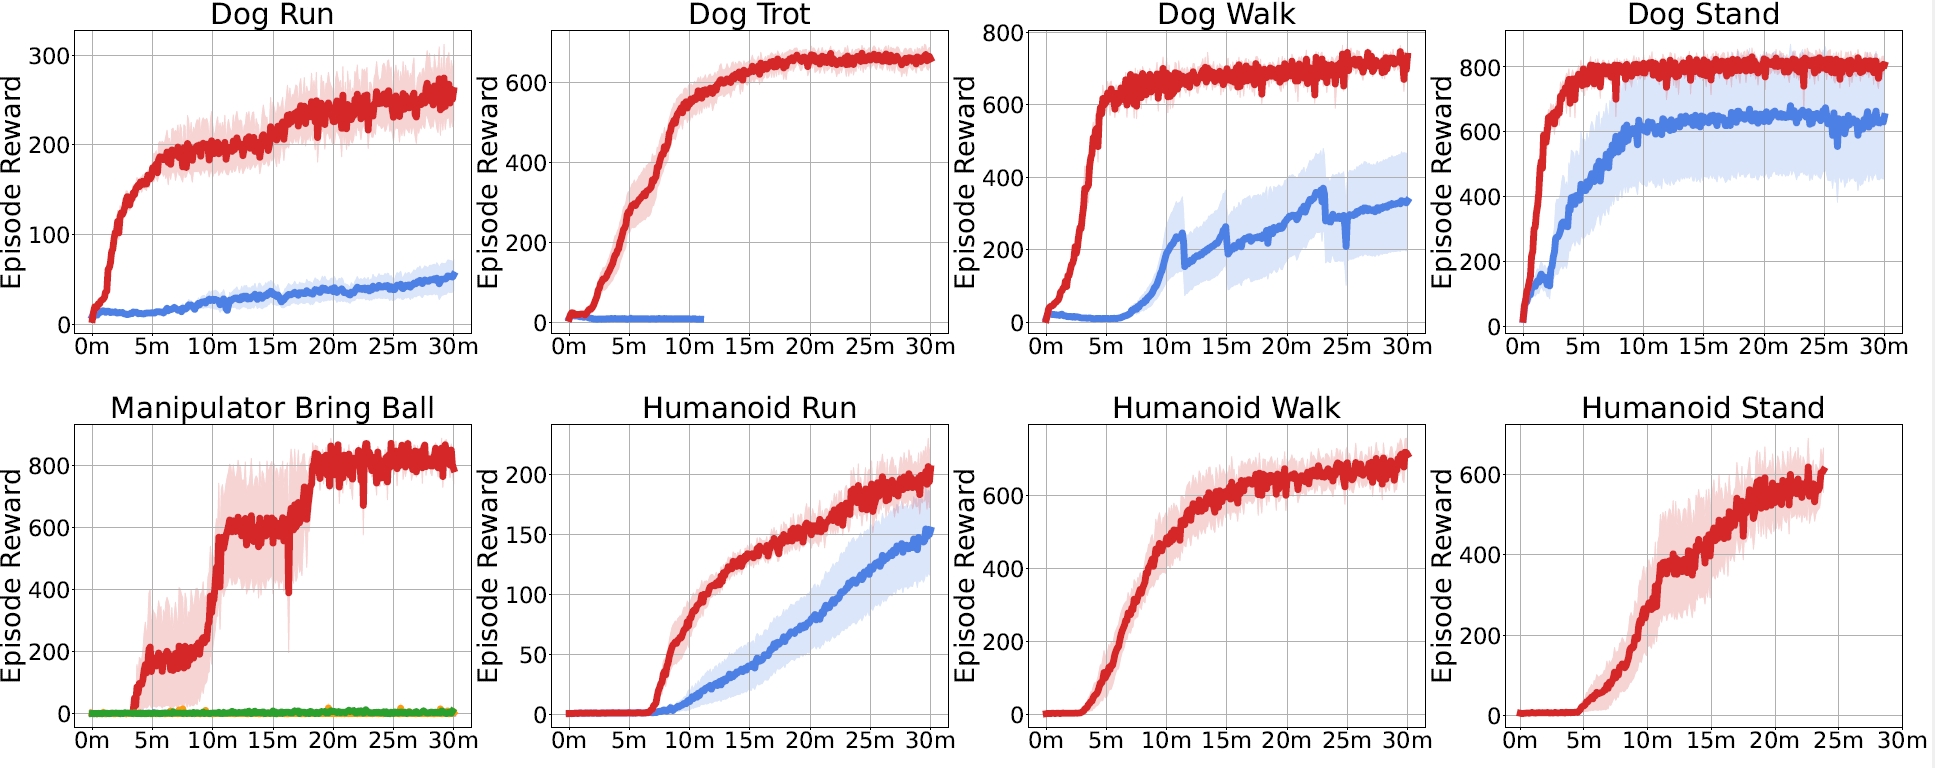 Dog Run
Dog Trot
Dog Walk
Dog Stand
Episode Reward
300
200
100
0
0m 5m 10m 15m 20m 25m 30m
Episode Reward
600
400
200
0
0m 5m 10m 15m 20m 25m 30m
Episode Reward
800
600
400
200
0
0m 5m 10m 15m 20m 25m 30m
Episode Reward
800
600
400
200
0
0m 5m 10m 15m 20m 25m 30m
Manipulator Bring Ball
Humanoid Run
Humanoid Walk
Humanoid Stand
Episode Reward
800
600
400
200
0
0m 5m 10m 15m 20m 25m 30m
Episode Reward
200
150
100
50
0
0m 5m 10m 15m 20m 25m 30m
Episode Reward
600
400
200
0
0m 5m 10m 15m 20m 25m 30m
Episode Reward
600
400
200
0
0m 5m 10m 15m 20m 25m 30m